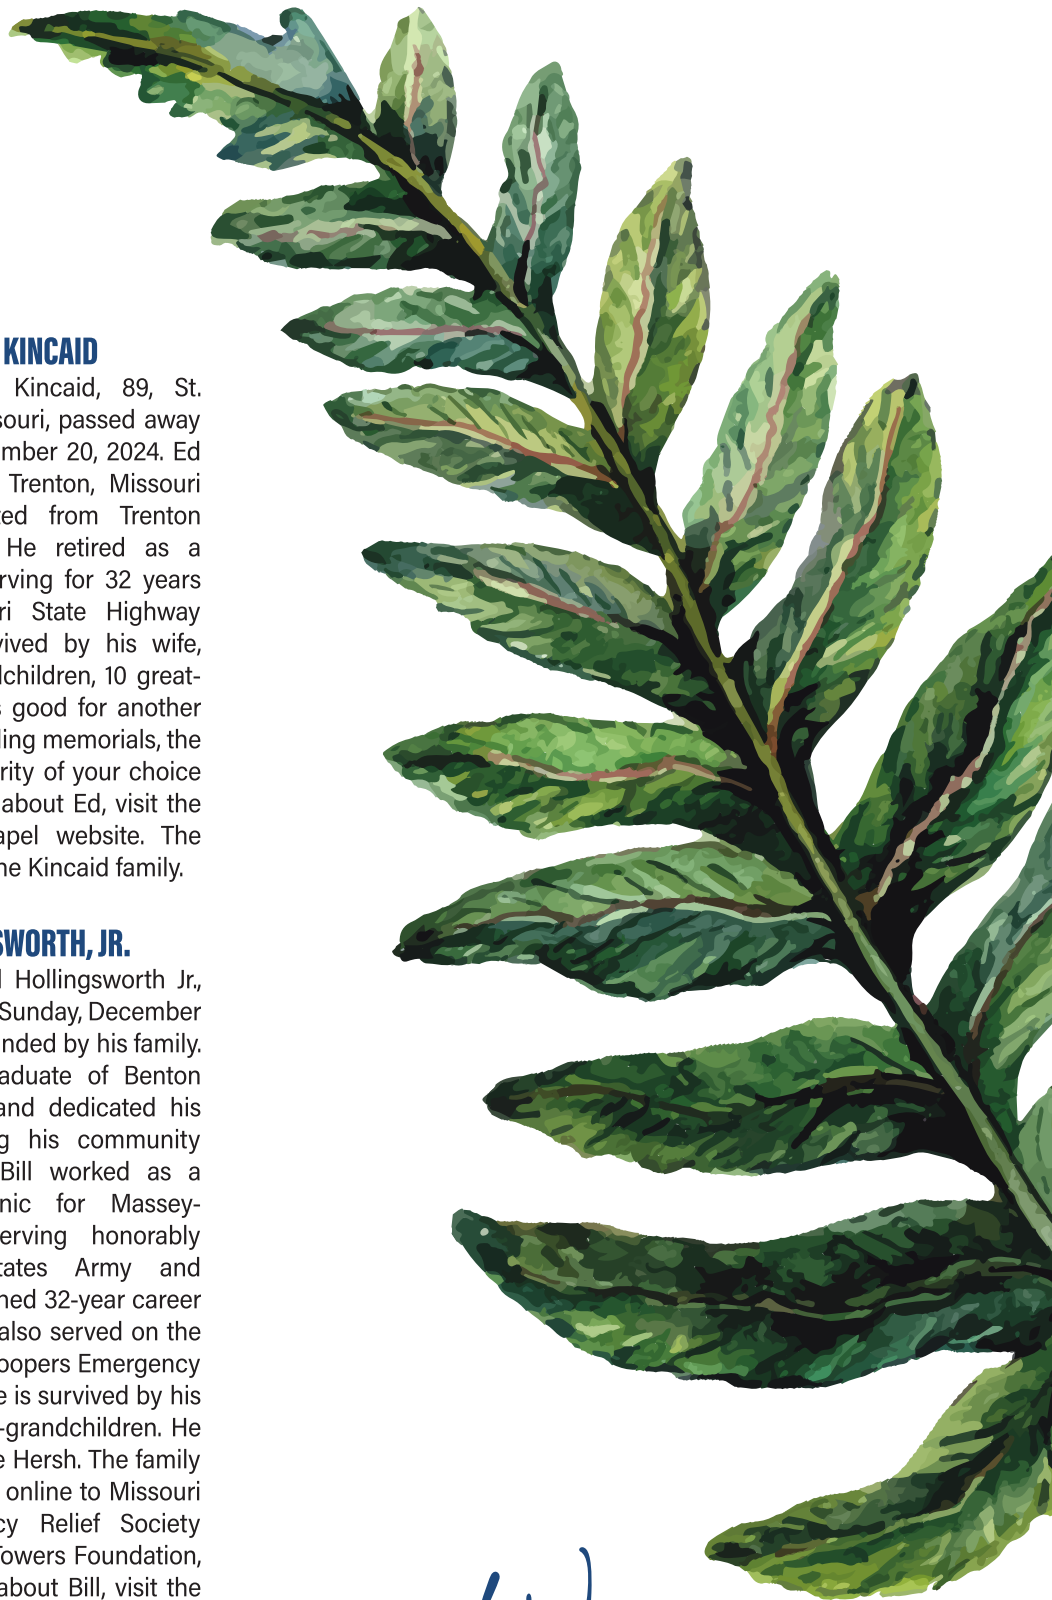 KINCAID
Kincaid, 89, St.
souri, passed away
mber 20, 2024. Ed
Trenton, Missouri
ted from Trenton
He retired as a
rving for 32 years
ri State Highway
vived by his wife,
dchildren, 10 great-
s good for another
ding memorials, the
rity of your choice
about Ed, visit the
apel website. The
he Kincaid family.
SWORTH, JR.
l Hollingsworth Jr.,
Sunday, December
nded by his family.
aduate of Benton
and dedicated his
g his community
Bill worked as a
nic for Massey-
erving honorably
tates Army and
hed 32-year career
also served on the
oopers Emergency
e is survived by his
-grandchildren. He
e Hersh. The family
online to Missouri
cy Relief Society
Towers Foundation,
about Bill, visit the